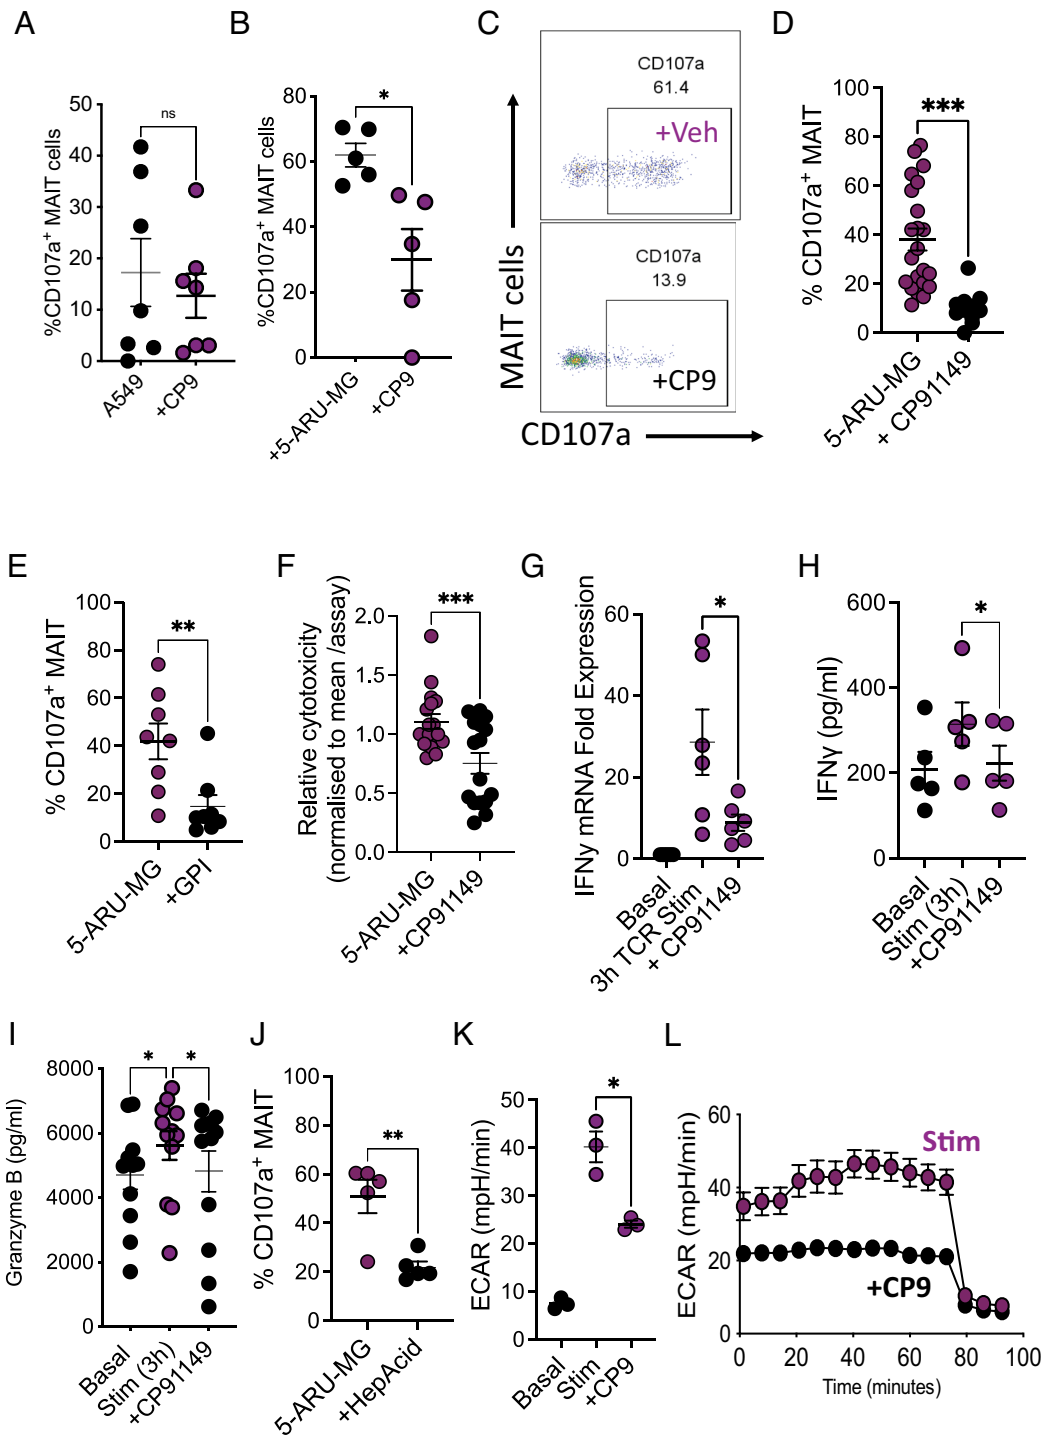 A
%CD107a+ MAIT cells
50
40
30
20
10
0
ns
A549
+CP9
B
%CD107a+ MAIT cells
80
60
40
20
0
*
+5-ARU-MG
+CP9
C
CD107a
61.4
+Veh
CD107a
13.9
+CP9
MAIT cells
CD107a
D
% CD107a+ MAIT
100
80
60
40
20
0
***
5-ARU-MG
+ CP91149
E
% CD107a+ MAIT
100
80
60
40
20
0
**
5-ARU-MG
+GPI
F
Relative cytotoxicity
(normalised to mean /assay)
2.0
1.5
1.0
0.5
0.0
***
5-ARU-MG
+CP91149
G
IFNγ mRNA Fold Expression
60
40
20
0
*
Basal
3h TCR Stim
+ CP91149
H
IFNγ (pg/ml)
600
400
200
0
*
Basal
Stim (3h)
+CP91149
I
Granzyme B (pg/ml)
8000
6000
4000
2000
0
* *
Basal
Stim (3h)
+CP91149
J
% CD107a+ MAIT
100
80
60
40
20
0
**
5-ARU-MG
+HepAcid
K
ECAR (mpH/min)
50
40
30
20
10
0
*
Basal
Stim
+CP9
L
ECAR (mpH/min)
60
40
20
0
Stim
+CP9
0 20 40 60 80 100
Time (minutes)